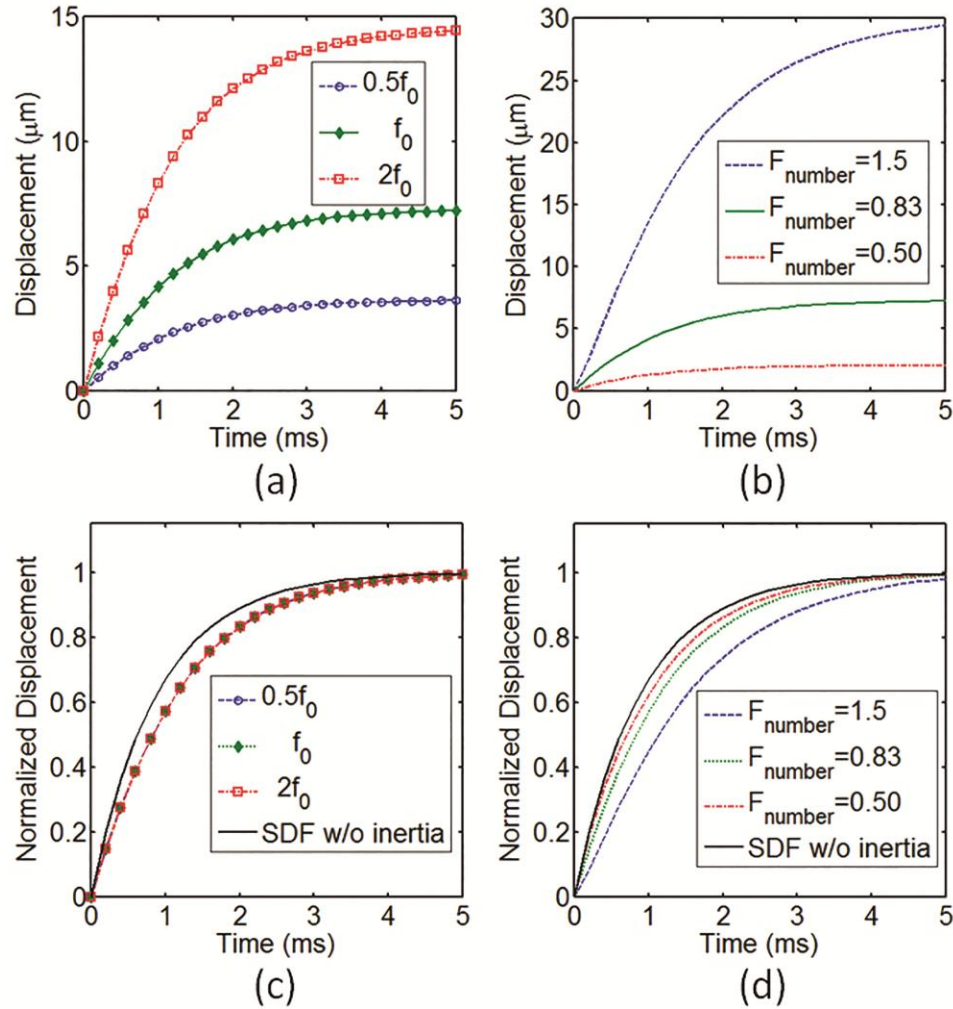 15
10
5
0
Displacement (μm)
0.5f0
f0
2f0
0 1 2 3 4 5
Time (ms)
(a)
30
25
20
15
10
5
0
Displacement (μm)
Fnumber=1.5
Fnumber=0.83
Fnumber=0.50
0 1 2 3 4 5
Time (ms)
(b)
1
0.8
0.6
0.4
0.2
0
Normalized Displacement
0.5f0
f0
2f0
SDF w/o inertia
0 1 2 3 4 5
Time (ms)
(c)
1
0.8
0.6
0.4
0.2
0
Normalized Displacement
Fnumber=1.5
Fnumber=0.83
Fnumber=0.50
SDF w/o inertia
0 1 2 3 4 5
Time (ms)
(d)